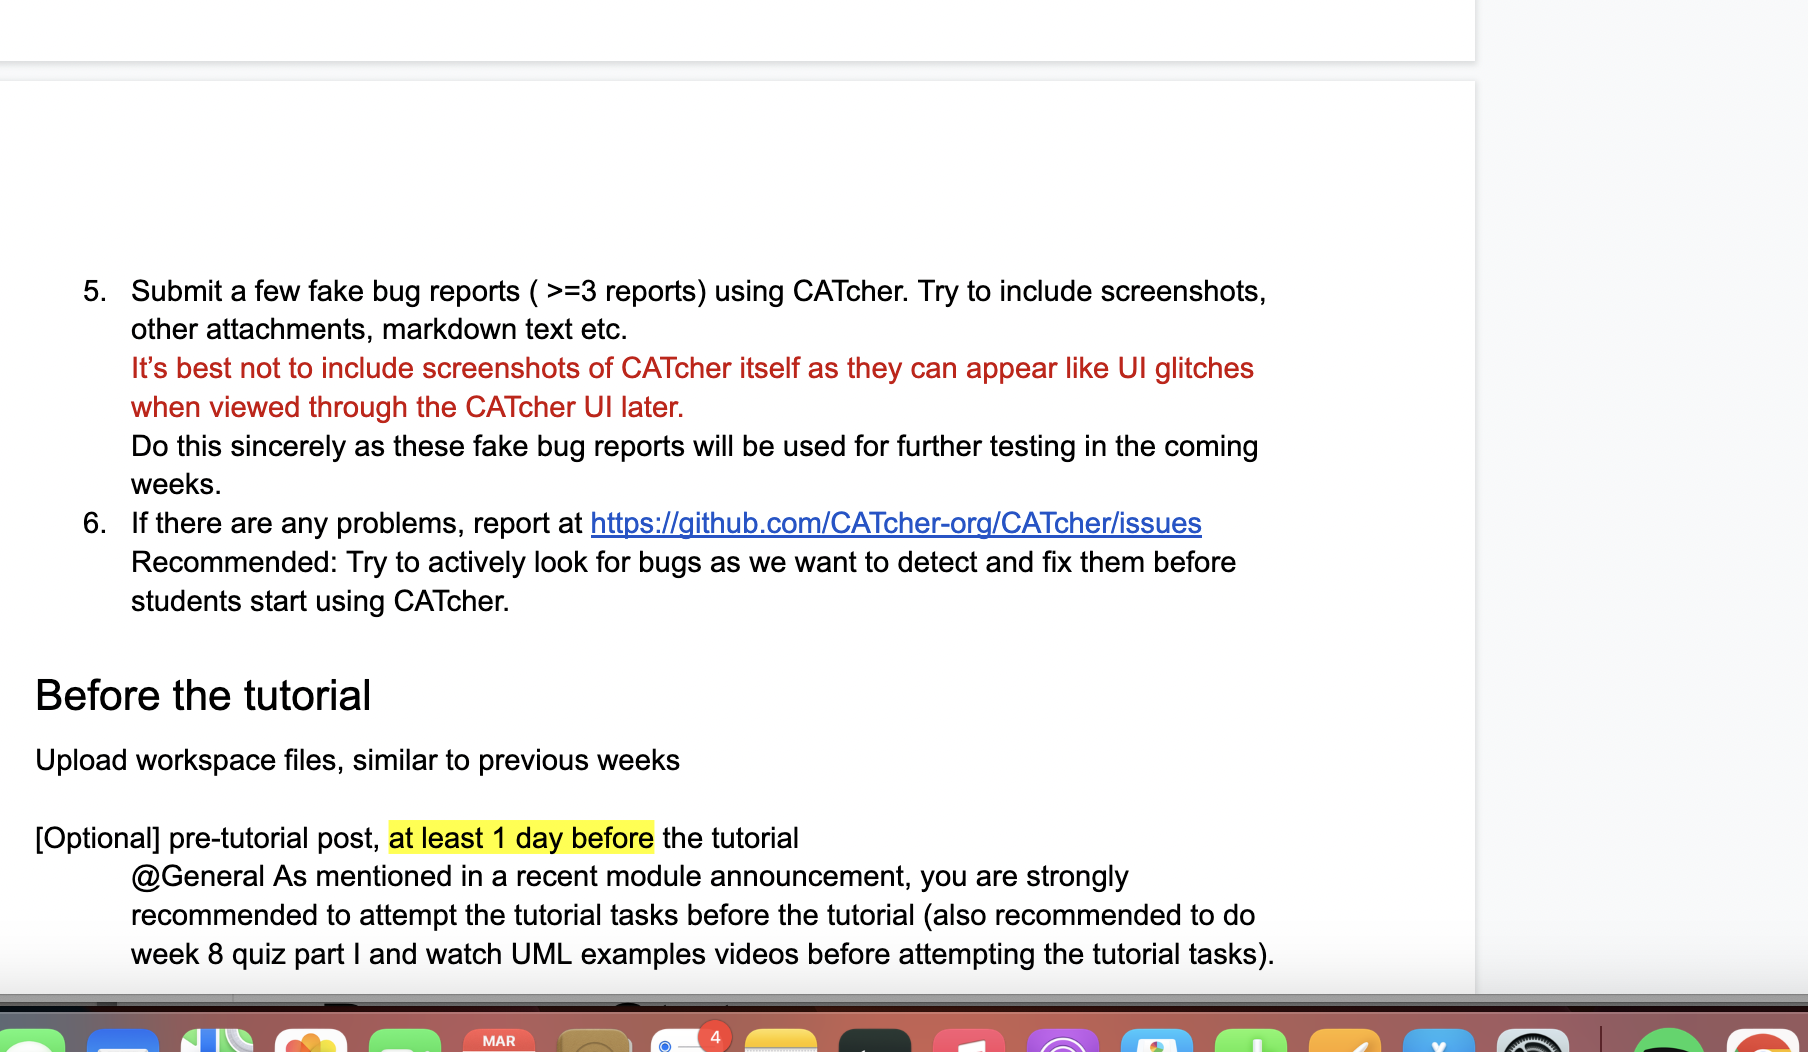 5. Submit a few fake bug reports ( >=3 reports) using CATcher. Try to include screenshots,
other attachments, markdown text etc.
It’s best not to include screenshots of CATcher itself as they can appear like UI glitches
when viewed through the CATcher UI later.
Do this sincerely as these fake bug reports will be used for further testing in the coming
weeks.
6. If there are any problems, report at https://github.com/CATcher-org/CATcher/issues
Recommended: Try to actively look for bugs as we want to detect and fix them before
students start using CATcher.
Before the tutorial
Upload workspace files, similar to previous weeks
[Optional] pre-tutorial post, at least 1 day before the tutorial
@General As mentioned in a recent module announcement, you are strongly
recommended to attempt the tutorial tasks before the tutorial (also recommended to do
week 8 quiz part I and watch UML examples videos before attempting the tutorial tasks).
MAR
4